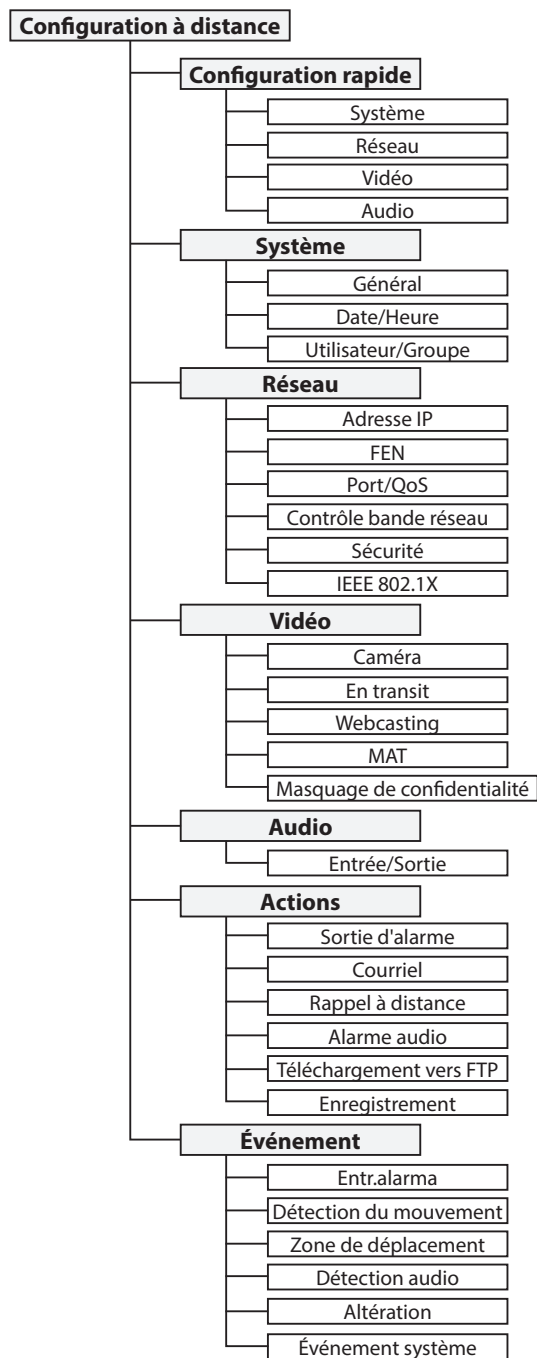 Configuration à distance
Configuration rapide
Système
Réseau
Vidéo
Audio
Système
Général
Date/Heure
Utilisateur/Groupe
Réseau
Adresse IP
FEN
Port/QoS
Contrôle bande réseau
Sécurité
IEEE 802.1X
Vidéo
Caméra
En transit
Webcasting
MAT
Masquage de confidentialité
Audio
Entrée/Sortie
Actions
Sortie d'alarme
Courriel
Rappel à distance
Alarme audio
Téléchargement vers FTP
Enregistrement
Événement
Entr.alarma
Détection du mouvement
Zone de déplacement
Détection audio
Altération
Événement système